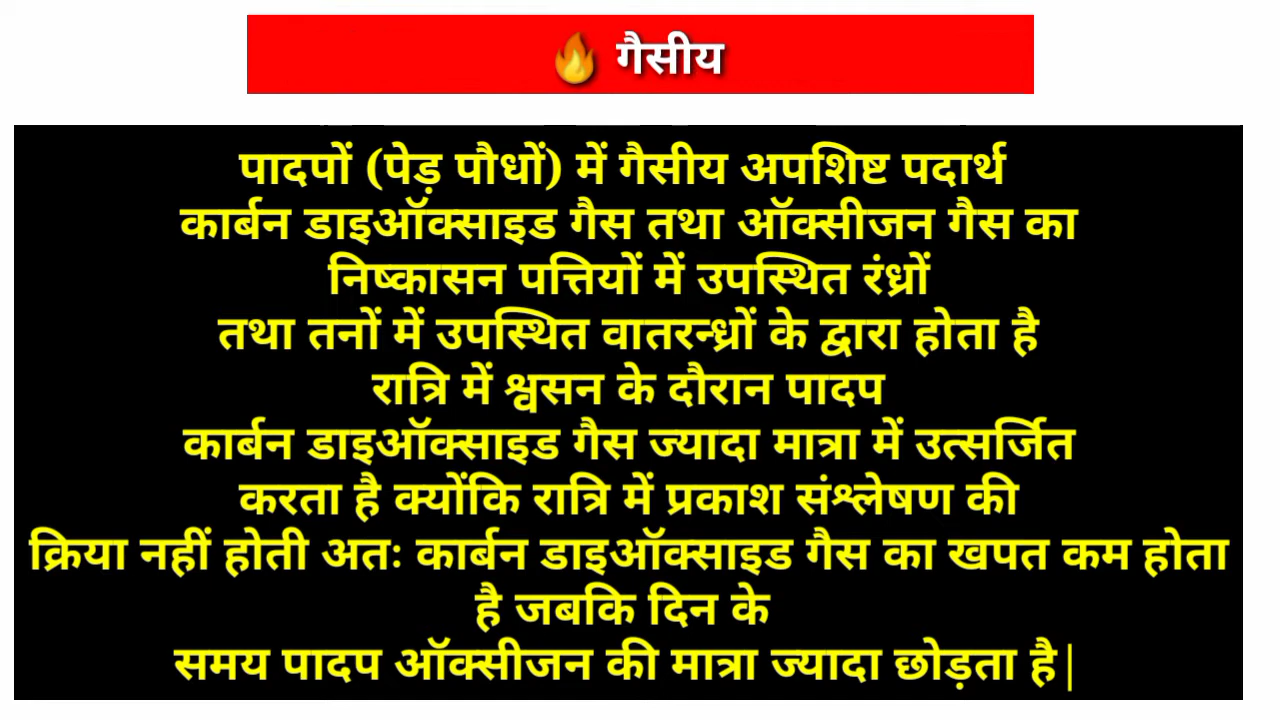 🔥 गैसीय
पादपों (पेड़ पौधों) में गैसीय अपशिष्ट पदार्थ
कार्बन डाइऑक्साइड गैस तथा ऑक्सीजन गैस का
निष्कासन पत्तियों में उपस्थित रंध्रों
तथा तनों में उपस्थित वातरन्ध्रों के द्वारा होता है
रात्रि में श्वसन के दौरान पादप
कार्बन डाइऑक्साइड गैस ज्यादा मात्रा में उत्सर्जित
करता है क्योंकि रात्रि में प्रकाश संश्लेषण की
क्रिया नहीं होती अतः कार्बन डाइऑक्साइड गैस का खपत कम होता
है जबकि दिन के
समय पादप ऑक्सीजन की मात्रा ज्यादा छोड़ता है|